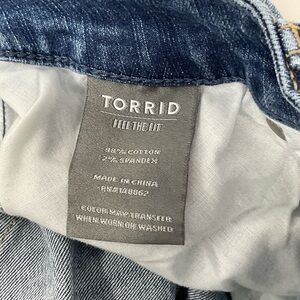 TORRID
FEEL THE FIT
98% COTTON
2% SPANDEX
MADE IN CHINA
RN#148862
COLOR MAY TRANSFER
WHEN WORN OR WASHED